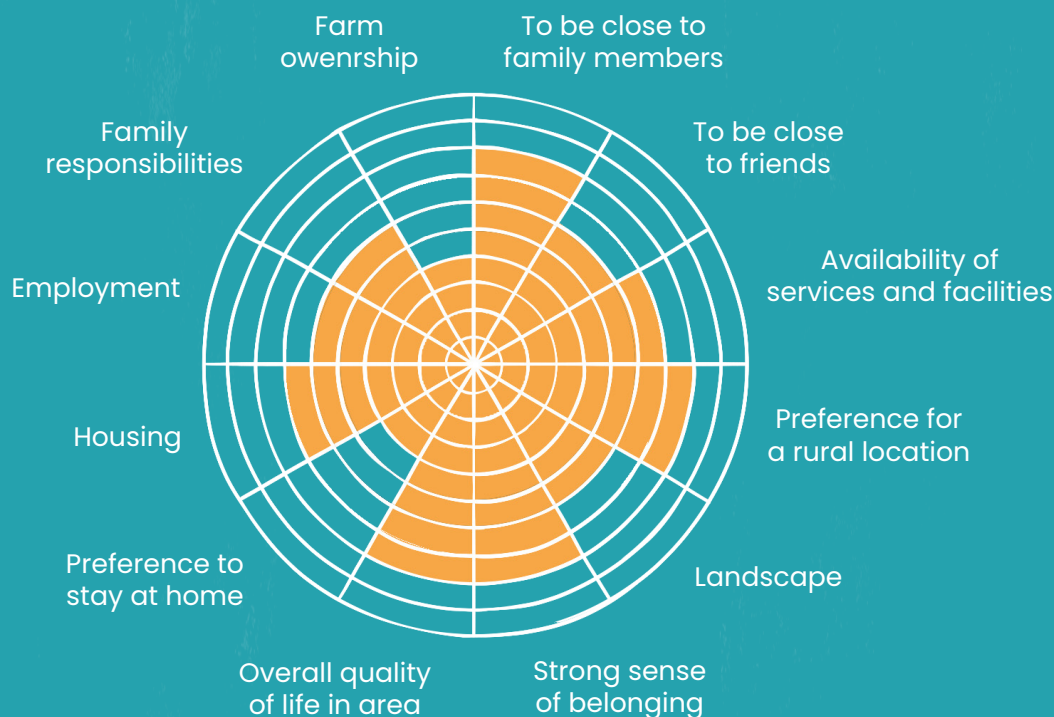 Farm
owenrship
To be close to
family members
To be close
to friends
Availability of
services and facilities
Preference for
a rural location
Landscape
Strong sense
of belonging
Overall quality
of life in area
Preference to
stay at home
Housing
Employment
Family
responsibilities